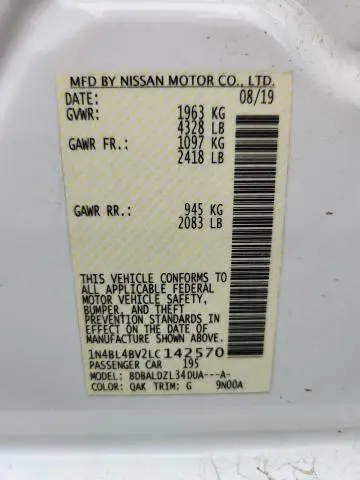 MFD BY NISSAN MOTOR CO., LTD.
DATE: 08/19
GVWR: 1963 KG
4328 LB
GAWR FR.: 1097 KG
2418 LB
GAWR RR.: 945 KG
2083 LB
THIS VEHICLE CONFORMS TO
ALL APPLICABLE FEDERAL
MOTOR VEHICLE SAFETY,
BUMPER, AND THEFT
PREVENTION STANDARDS IN
EFFECT ON THE DATE OF
MANUFACTURE SHOWN ABOVE.
1N4BL4BV2LC142570
PASSENGER CAR 195
MODEL: BDBALDZL34DUA---A-
COLOR: QAK TRIM: G 9N00A